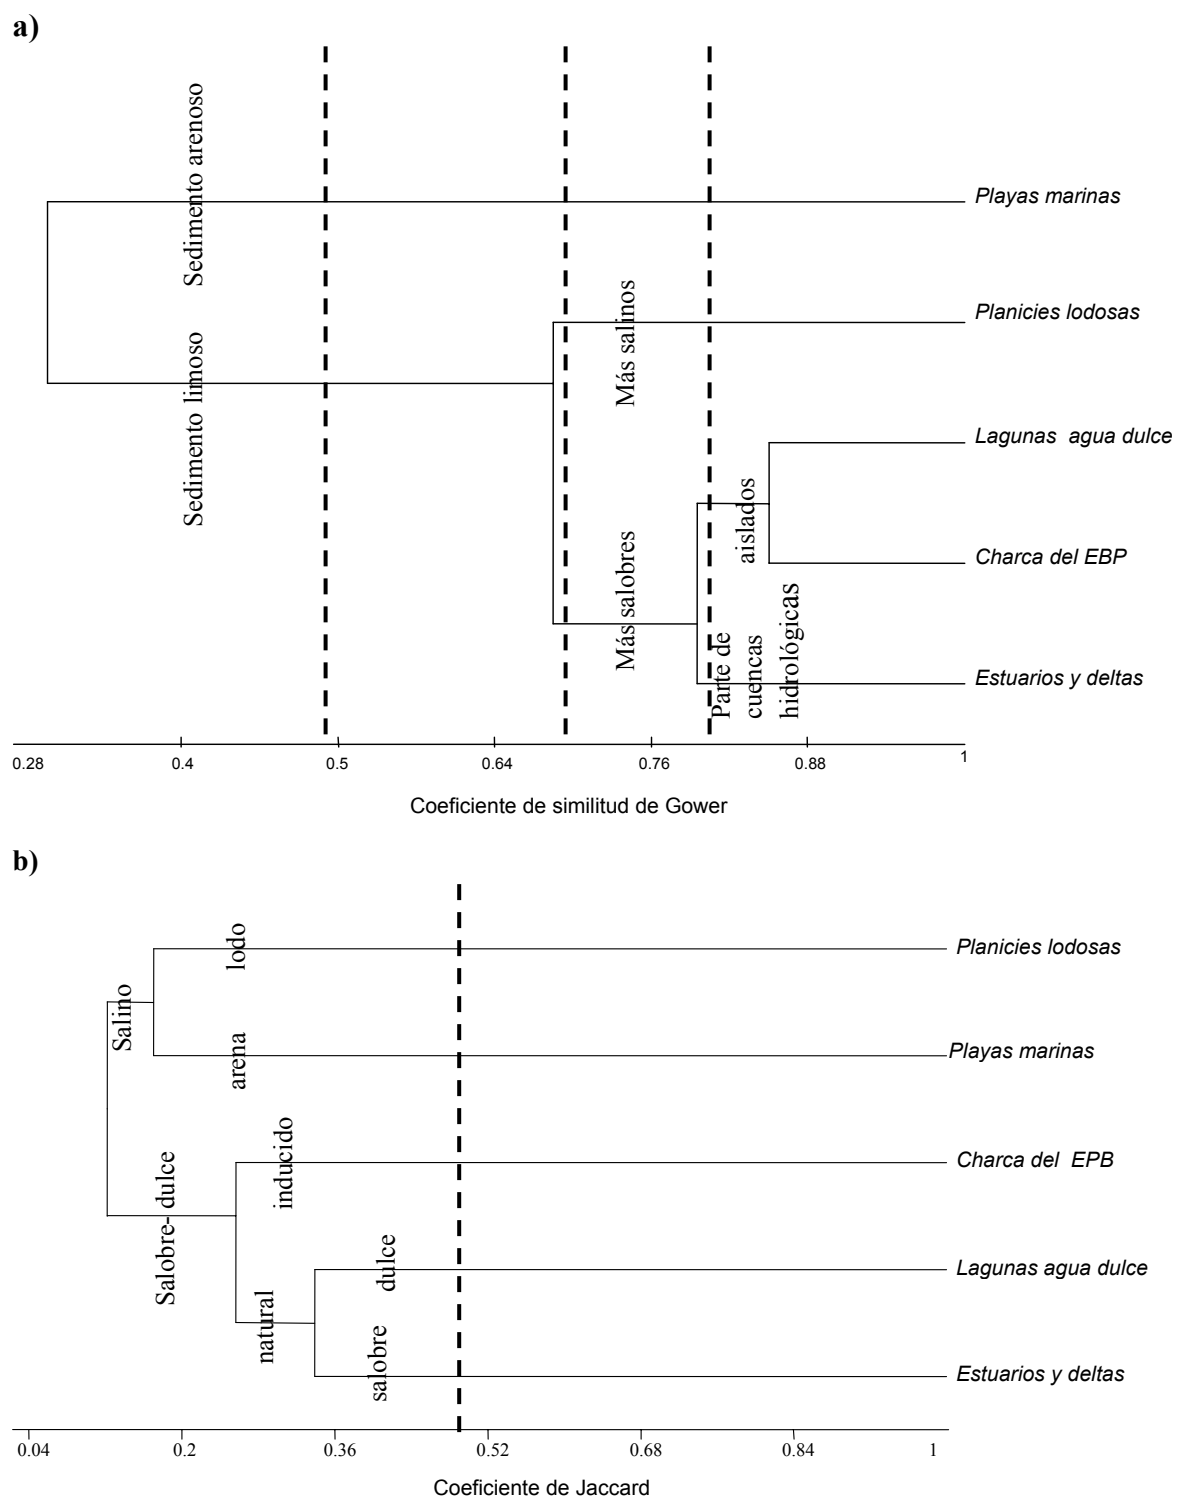 a)
Sedimento arenoso
Playas marinas
Planicies lodosas
Más salinos
Sedimento limoso
Lagunas agua dulce
aislados
Charca del EBP
Más salobres
Parte de
cuencas
hidrológicas
Estuarios y deltas
0.28 0.4 0.5 0.64 0.76 0.88 1
Coeficiente de similitud de Gower
b)
lodo
Planicies lodosas
Salino
arena
Playas marinas
inducido
Charca del EPB
Salobre- dulce
dulce
Lagunas agua dulce
natural
salobre
Estuarios y deltas
0.04 0.2 0.36 0.52 0.68 0.84 1
Coeficiente de Jaccard